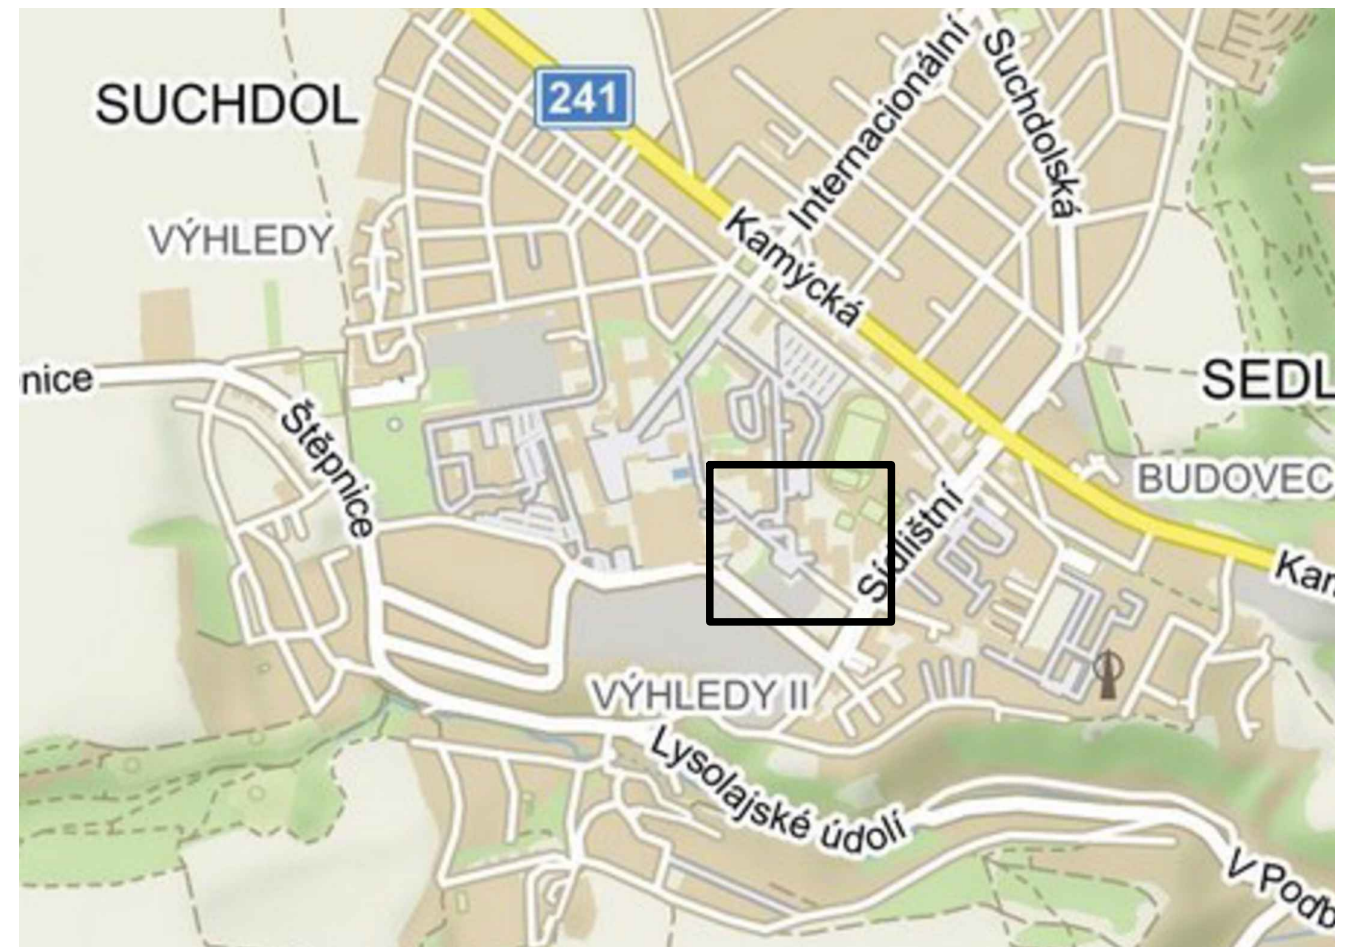 SUCHDOL
241
Internacionální
Suchdolská
VÝHLEDY
Kamýcká
nice
SEDL
Štěpnice
BUDOVEC
Sídlištní
Kam
VÝHLEDY II
Lysolajské údolí
V Podb